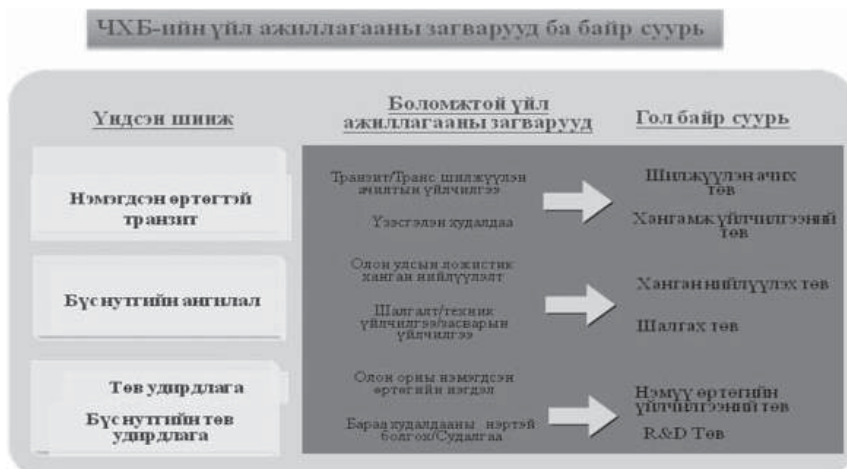 ЧХБ-ийн үйл ажиллагааны загварууд ба байр суурь
Үндсэн шинж
Боломжтой үйл
ажиллагааны загварууд
Гол байр суурь
Нэмэгдсэн өртөгтэй
транзит
Транзит/Транс шилжүүлэн
ачилтын үйлчилгээ
Үзэсгэлэн худалдаа
Шилжүүлэн ачих
төв
Хангамж үйлчилгээний
төв
Бүс нутгийн ангилал
Олон улсын ложистик
ханган нийлүүлэлт
Шалгалт/техник
үйлчилгээ/засварын
үйлчилгээ
Ханган нийлүүлэх төв
Шалгах төв
Төв удирдлага
Бүс нутгийн төв
удирдлага
Олон орны нэмэгдсэн
өртөгийн нэгдэл
Бараа худалдааны нэртэй
болгох/Судалгаа
Нэмүү өртөгийн
үйлчилгээний төв
R&D Төв